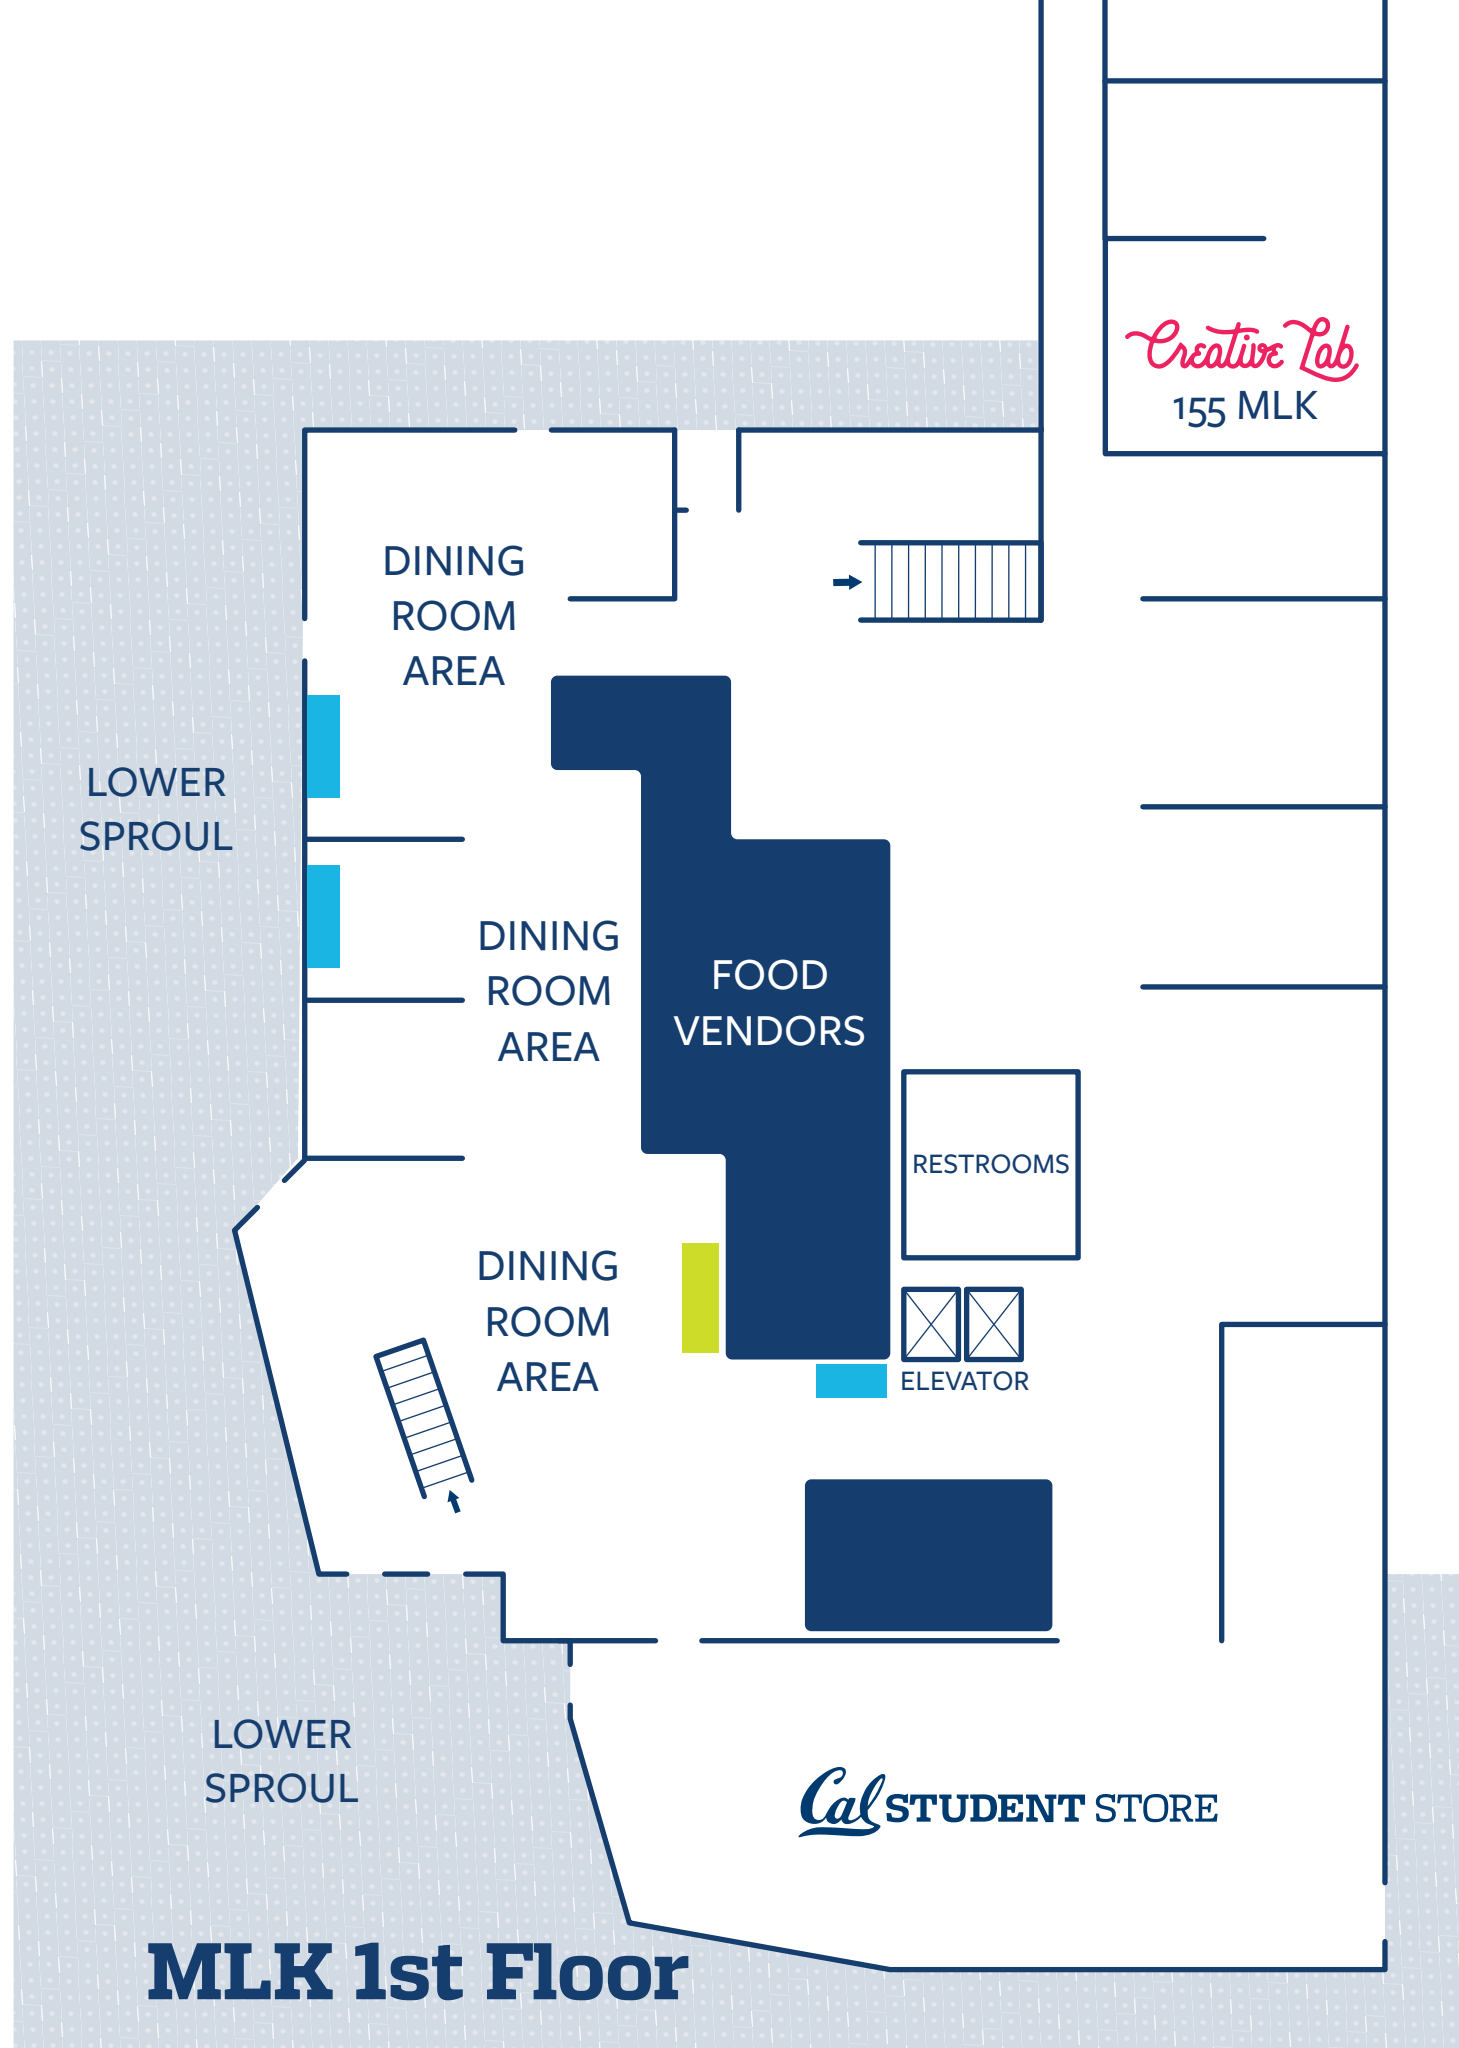 Creative Lab
155 MLK
DINING
ROOM
AREA
LOWER
SPROUL
DINING
ROOM
AREA
FOOD
VENDORS
RESTROOMS
DINING
ROOM
AREA
ELEVATOR
LOWER
SPROUL
Cal STUDENT STORE
MLK 1st Floor